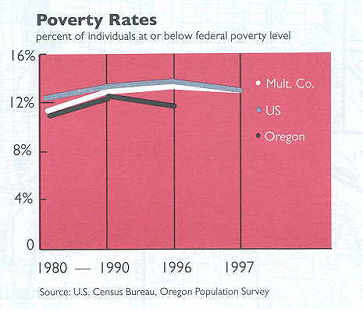 Poverty Rates
percent of individuals at or below federal poverty level
16%
Mult. Co.
12%
US
Oregon
8%
4%
0
1980 — 1990 1996 1997
Source: U.S. Census Bureau, Oregon Population Survey